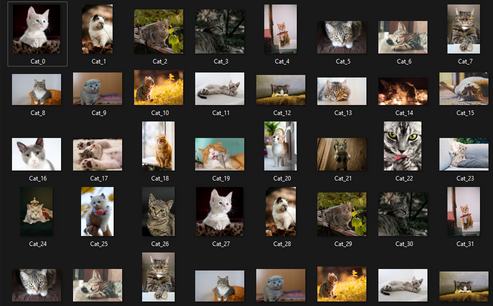 Cat_0 Cat_1 Cat_2 Cat_3 Cat_4 Cat_5 Cat_6 Cat_7
Cat_8 Cat_9 Cat_10 Cat_11 Cat_12 Cat_13 Cat_14 Cat_15
Cat_16 Cat_17 Cat_18 Cat_19 Cat_20 Cat_21 Cat_22 Cat_23
Cat_24 Cat_25 Cat_26 Cat_27 Cat_28 Cat_29 Cat_30 Cat_31